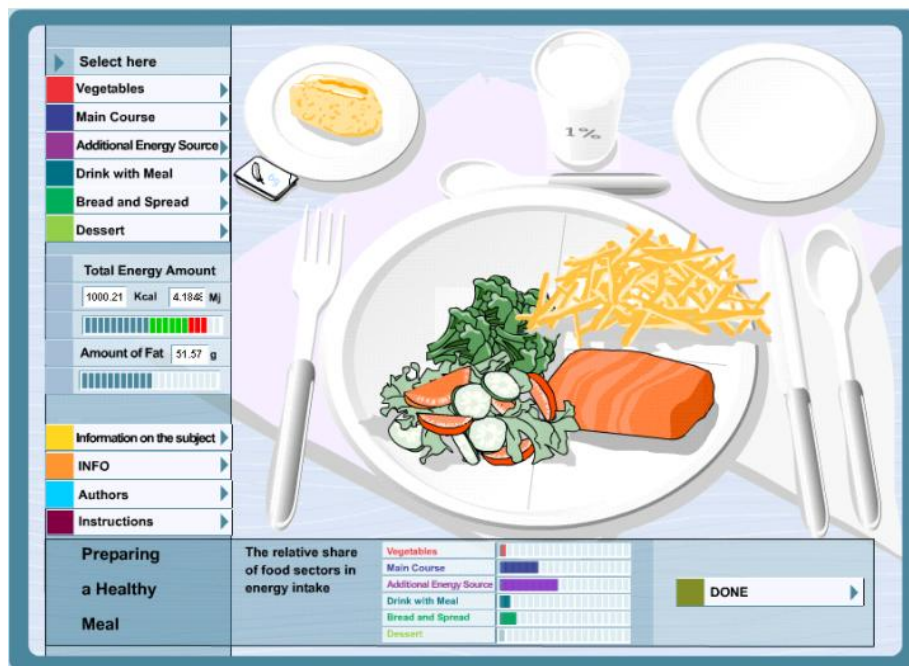 Select here
Vegetables
Main Course
Additional Energy Source
Drink with Meal
Bread and Spread
Dessert
Total Energy Amount
1000.21 Kcal 4.1848 Mj
Amount of Fat 51.57 g
Information on the subject
INFO
Authors
Instructions
1%
Preparing
a Healthy
Meal
The relative share
of food sectors in
energy intake
Vegetables
Main Course
Additional Energy Source
Drink with Meal
Bread and Spread
Dessert
DONE